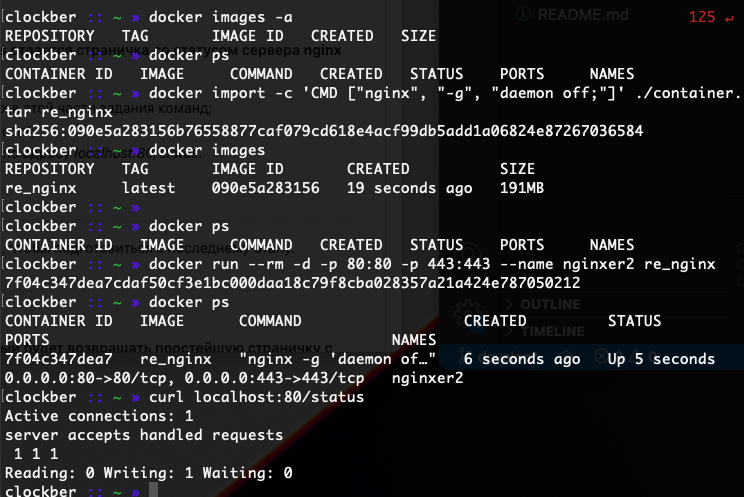 README.md
125 ↵
clockber :: ~ » docker images -a
REPOSITORY   TAG       IMAGE ID   CREATED   SIZE
clockber :: ~ » docker ps
CONTAINER ID   IMAGE     COMMAND   CREATED   STATUS    PORTS     NAMES
clockber :: ~ » docker import -c 'CMD ["nginx", "-g", "daemon off;"]' ./container.
tar re_nginx
sha256:090e5a283156b76558877caf079cd618e4acf99db5add1a06824e87267036584
clockber :: ~ » docker images
REPOSITORY   TAG       IMAGE ID       CREATED          SIZE
re_nginx     latest    090e5a283156   19 seconds ago   191MB
clockber :: ~ »
clockber :: ~ » docker ps
CONTAINER ID   IMAGE     COMMAND   CREATED   STATUS    PORTS     NAMES
clockber :: ~ » docker run --rm -d -p 80:80 -p 443:443 --name nginxer2 re_nginx
7f04c347dea7cdaf50cf3e1bc000daa18c79f8cba028357a21a424e787050212
clockber :: ~ » docker ps
CONTAINER ID   IMAGE      COMMAND                  CREATED         STATUS
PORTS                                      NAMES
7f04c347dea7   re_nginx   "nginx -g 'daemon of…"   6 seconds ago   Up 5 seconds
0.0.0.0:80->80/tcp, 0.0.0.0:443->443/tcp   nginxer2
clockber :: ~ » curl localhost:80/status
Active connections: 1
server accepts handled requests
 1 1 1
Reading: 0 Writing: 1 Waiting: 0
clockber :: ~ »
OUTLINE
TIMELINE